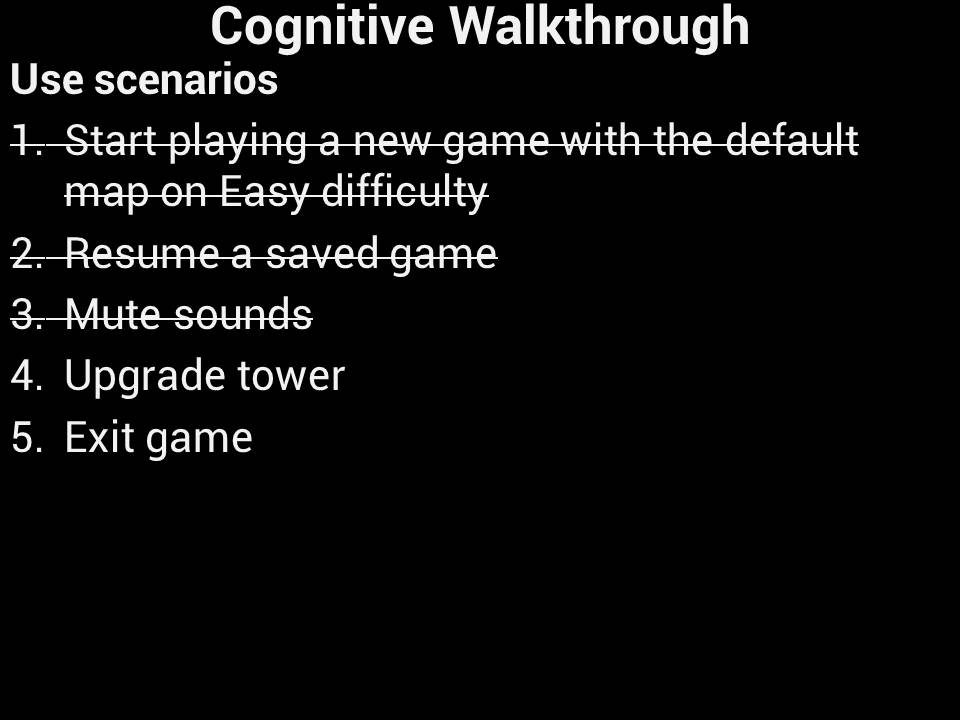 Cognitive Walkthrough
Use scenarios
1. Start playing a new game with the default
map on Easy difficulty
2. Resume a saved game
3. Mute sounds
4. Upgrade tower
5. Exit game